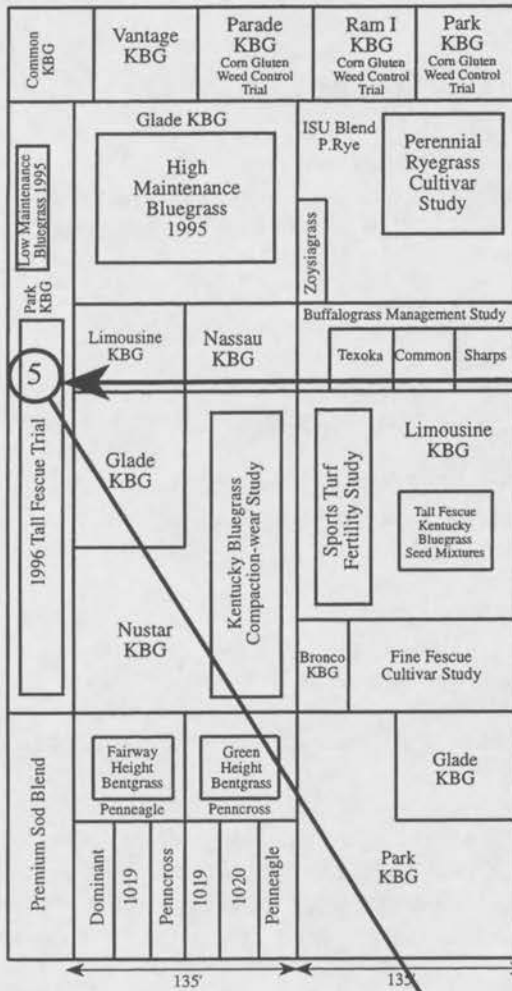 Common
KBG
Vantage
KBG
Parade
KBG
Corn Gluten
Weed Control
Trial
Ram I
KBG
Corn Gluten
Weed Control
Trial
Park
KBG
Corn Gluten
Weed Control
Trial
Low Maintenance
Bluegrass 1995
Glade KBG
High
Maintenance
Bluegrass
1995
ISU Blend
P.Rye
Perennial
Ryegrass
Cultivar
Study
Zoysiagrass
Park
KBG
Limousine
KBG
Nassau
KBG
Buffalograss Management Study
Texoka
Common
Sharps
5
1996 Tall Fescue Trial
Glade
KBG
Kentucky Bluegrass
Compaction-wear Study
Sports Turf
Fertility Study
Limousine
KBG
Tall Fescue
Kentucky
Bluegrass
Seed Mixtures
Nustar
KBG
Bronco
KBG
Fine Fescue
Cultivar Study
Premium Sod Blend
Fairway
Height
Bentgrass
Penneagle
Green
Height
Bentgrass
Penncross
Glade
KBG
Dominant
1019
Penncross
1019
1020
Penneagle
Park
KBG
135'
135'